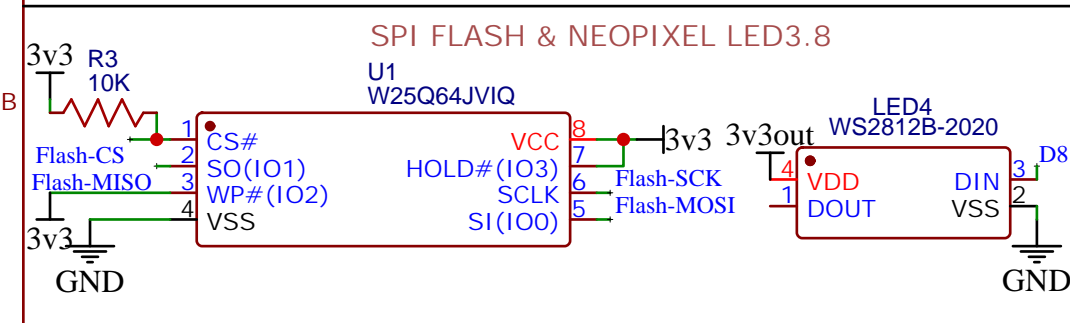 SPI FLASH & NEOPIXEL LED3.8
B
3v3
R3
10K
U1
W25Q64JVIQ
1
CS#
Flash-CS
2
SO(IO1)
Flash-MISO
3
WP#(IO2)
3v3
4
VSS
GND
VCC
8
3v3
HOLD#(IO3)
7
SCLK
6
Flash-SCK
SI(IO0)
5
Flash-MOSI
LED4
WS2812B-2020
3v3out
4
VDD
1
DOUT
DIN
3
D8
VSS
2
GND